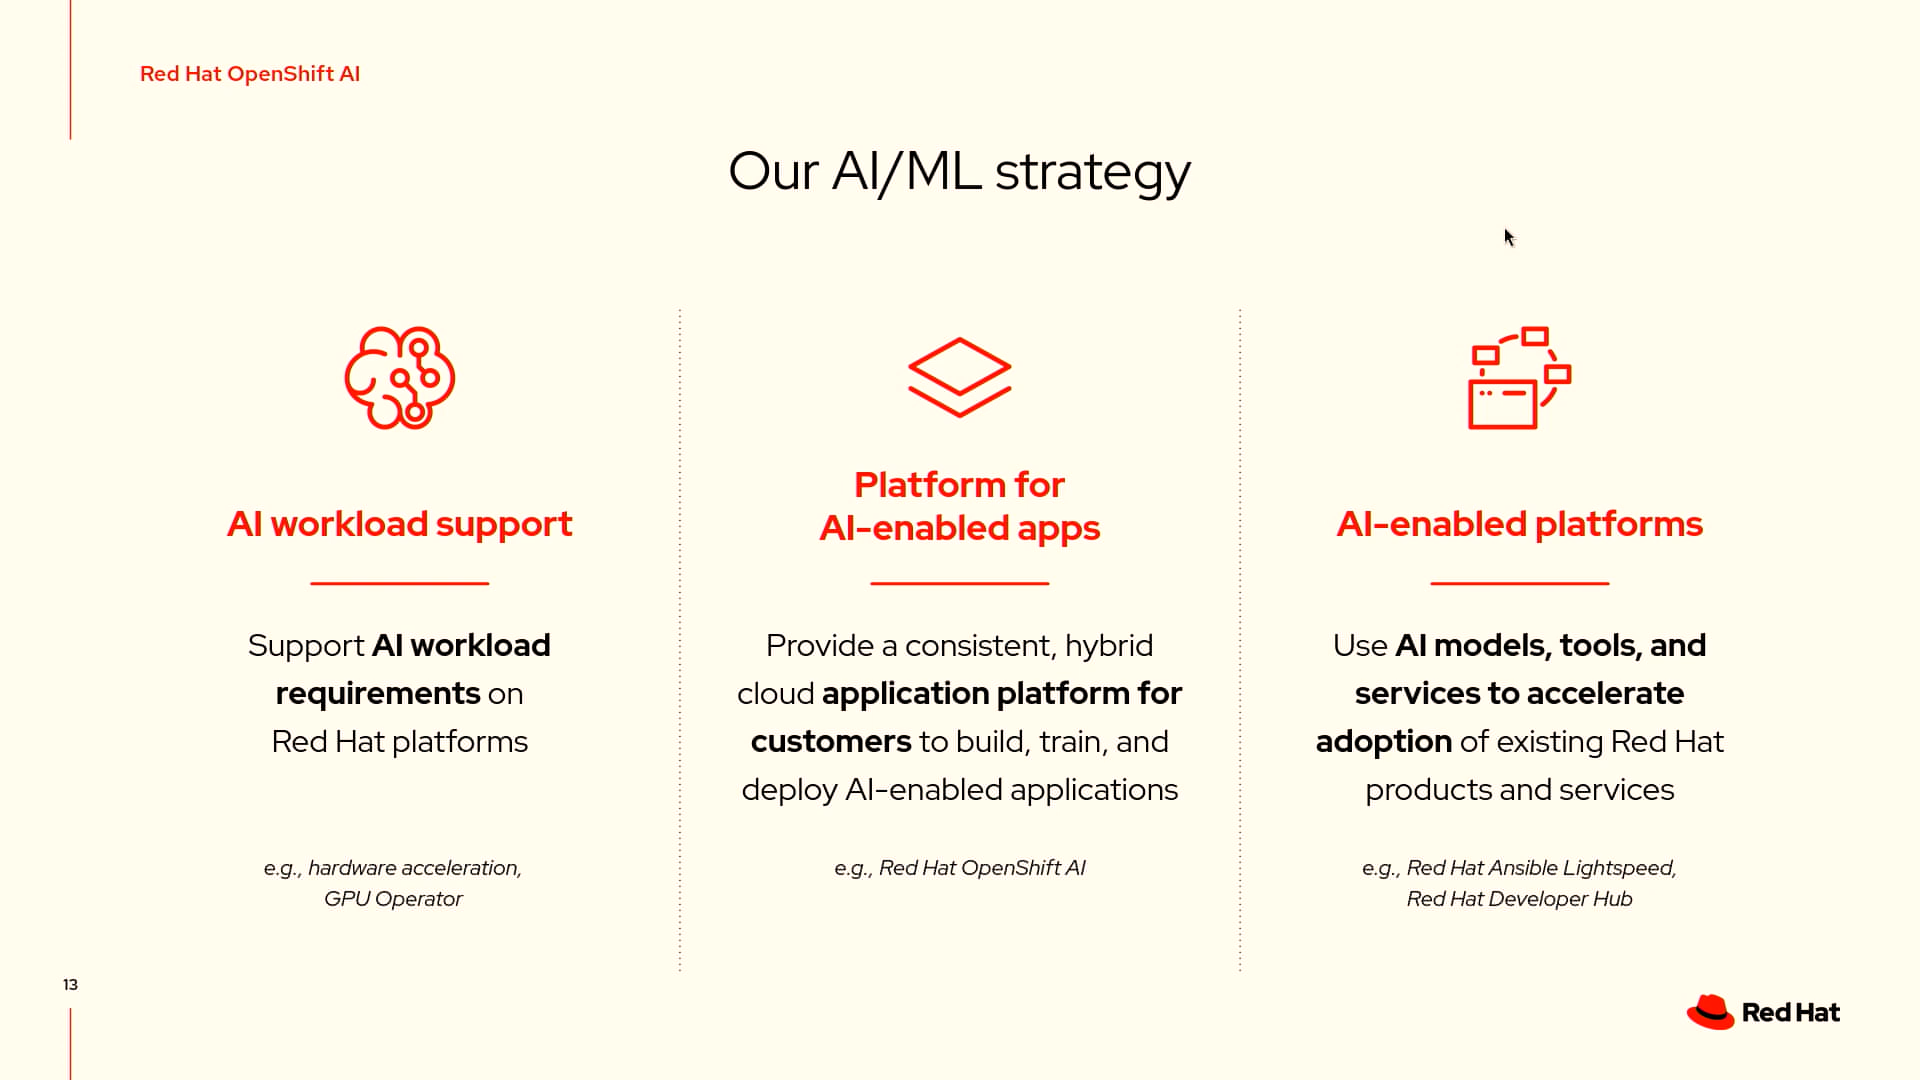 Red Hat OpenShift AI
Our AI/ML strategy
AI workload support
Support AI workload
requirements on
Red Hat platforms
e.g., hardware acceleration,
GPU Operator
Platform for
AI-enabled apps
Provide a consistent, hybrid
cloud application platform for
customers to build, train, and
deploy AI-enabled applications
e.g., Red Hat OpenShift AI
AI-enabled platforms
Use AI models, tools, and
services to accelerate
adoption of existing Red Hat
products and services
e.g., Red Hat Ansible Lightspeed,
Red Hat Developer Hub
13
Red Hat